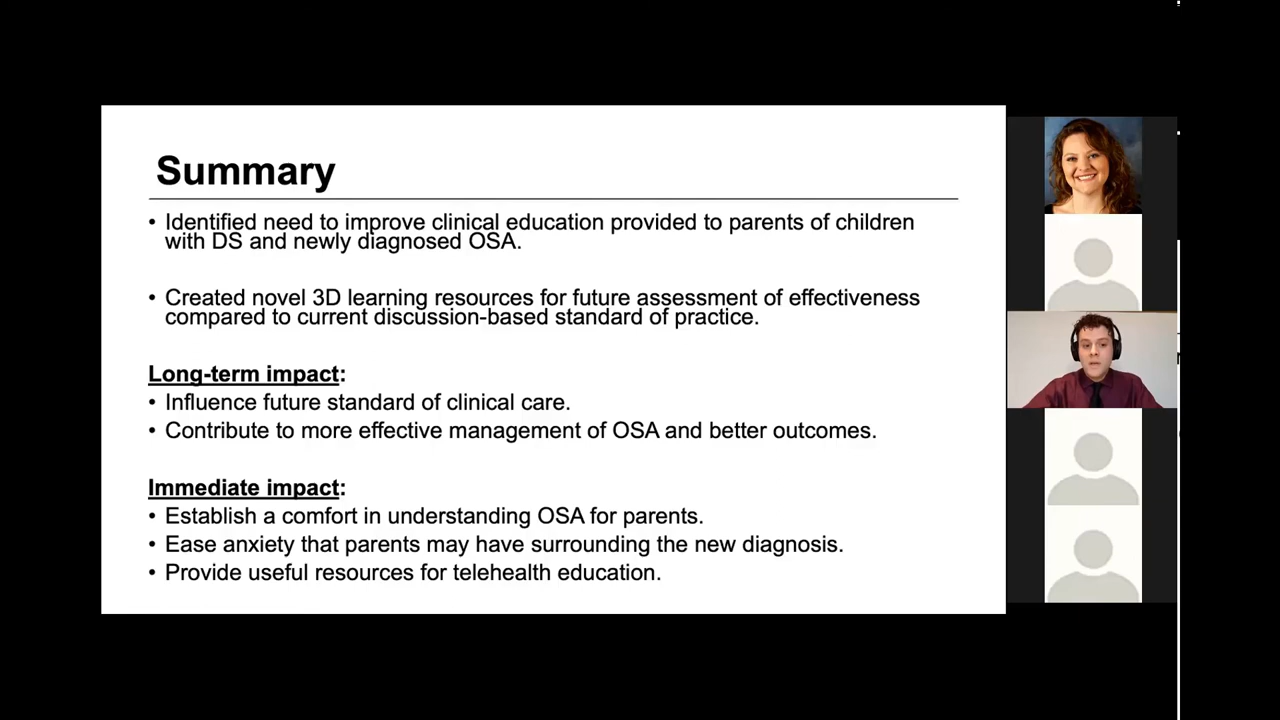 Summary
• Identified need to improve clinical education provided to parents of children
with DS and newly diagnosed OSA.
• Created novel 3D learning resources for future assessment of effectiveness
compared to current discussion-based standard of practice.
Long-term impact:
• Influence future standard of clinical care.
• Contribute to more effective management of OSA and better outcomes.
Immediate impact:
• Establish a comfort in understanding OSA for parents.
• Ease anxiety that parents may have surrounding the new diagnosis.
• Provide useful resources for telehealth education.